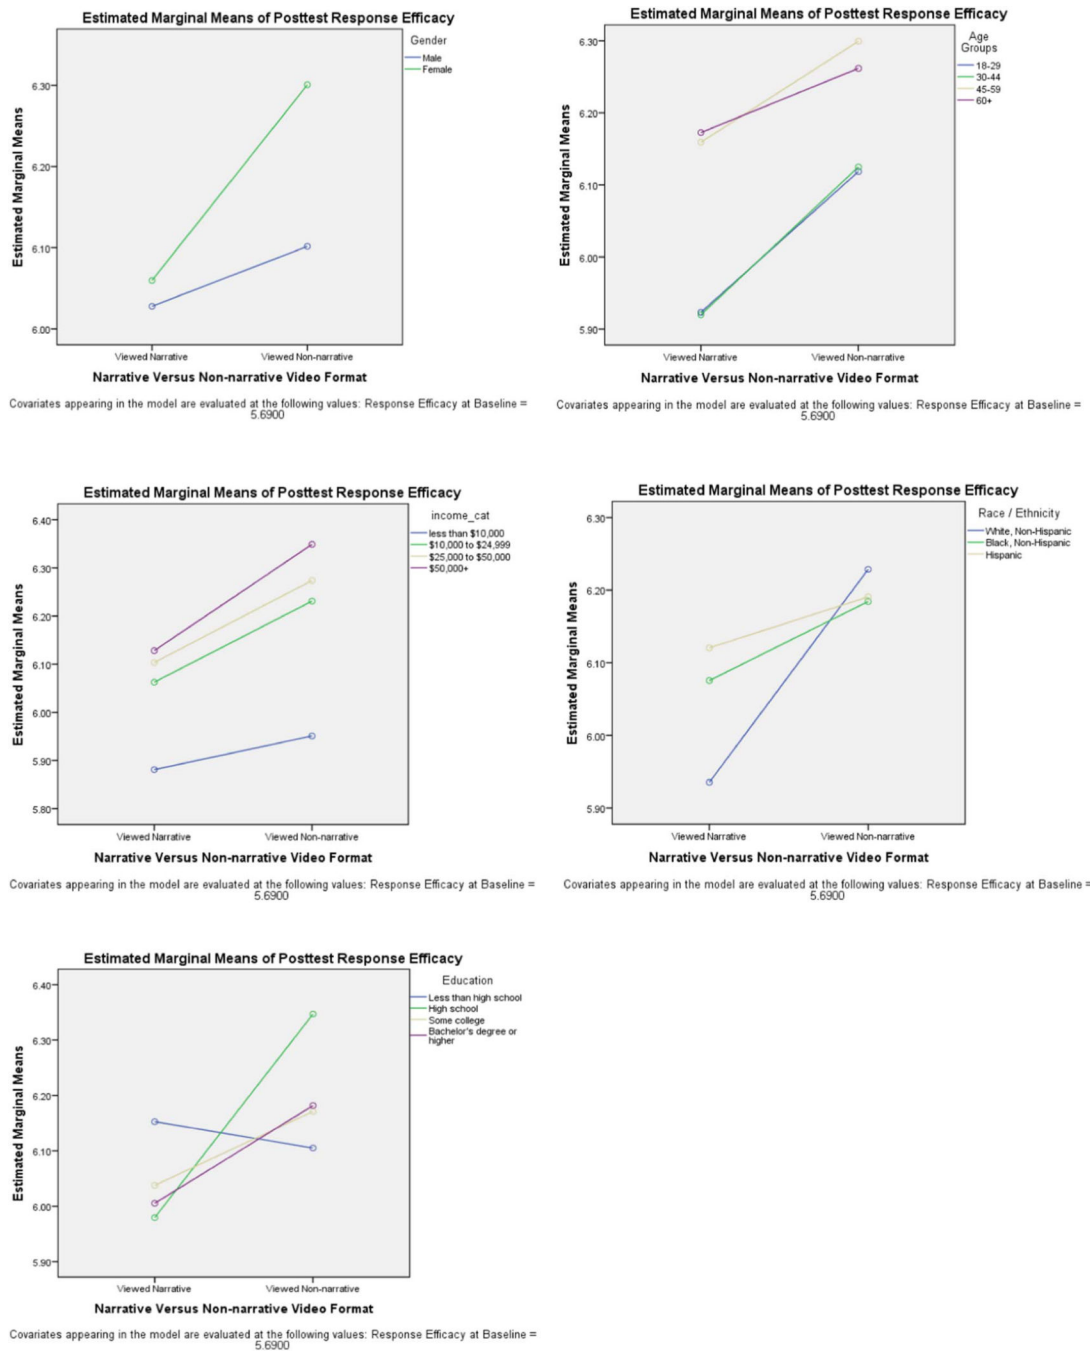 Estimated Marginal Means of Posttest Response Efficacy
Gender
Male
Female
Estimated Marginal Means
6.30
6.20
6.10
6.00
Viewed Narrative
Viewed Non-narrative
Narrative Versus Non-narrative Video Format
Covariates appearing in the model are evaluated at the following values: Response Efficacy at Baseline =
5.6900
Estimated Marginal Means of Posttest Response Efficacy
Age
Groups
18-29
30-44
45-59
60+
Estimated Marginal Means
6.30
6.20
6.10
6.00
5.90
Viewed Narrative
Viewed Non-narrative
Narrative Versus Non-narrative Video Format
Covariates appearing in the model are evaluated at the following values: Response Efficacy at Baseline =
5.6900
Estimated Marginal Means of Posttest Response Efficacy
income_cat
less than $10,000
$10,000 to $24,999
$25,000 to $50,000
$50,000+
Estimated Marginal Means
6.40
6.30
6.20
6.10
6.00
5.90
5.80
Viewed Narrative
Viewed Non-narrative
Narrative Versus Non-narrative Video Format
Covariates appearing in the model are evaluated at the following values: Response Efficacy at Baseline =
5.6900
Estimated Marginal Means of Posttest Response Efficacy
Race / Ethnicity
White, Non-Hispanic
Black, Non-Hispanic
Hispanic
Estimated Marginal Means
6.30
6.20
6.10
6.00
5.90
Viewed Narrative
Viewed Non-narrative
Narrative Versus Non-narrative Video Format
Covariates appearing in the model are evaluated at the following values: Response Efficacy at Baseline =
5.6900
Estimated Marginal Means of Posttest Response Efficacy
Education
Less than high school
High school
Some college
Bachelor's degree or
higher
Estimated Marginal Means
6.40
6.30
6.20
6.10
6.00
5.90
Viewed Narrative
Viewed Non-narrative
Narrative Versus Non-narrative Video Format
Covariates appearing in the model are evaluated at the following values: Response Efficacy at Baseline =
5.6900